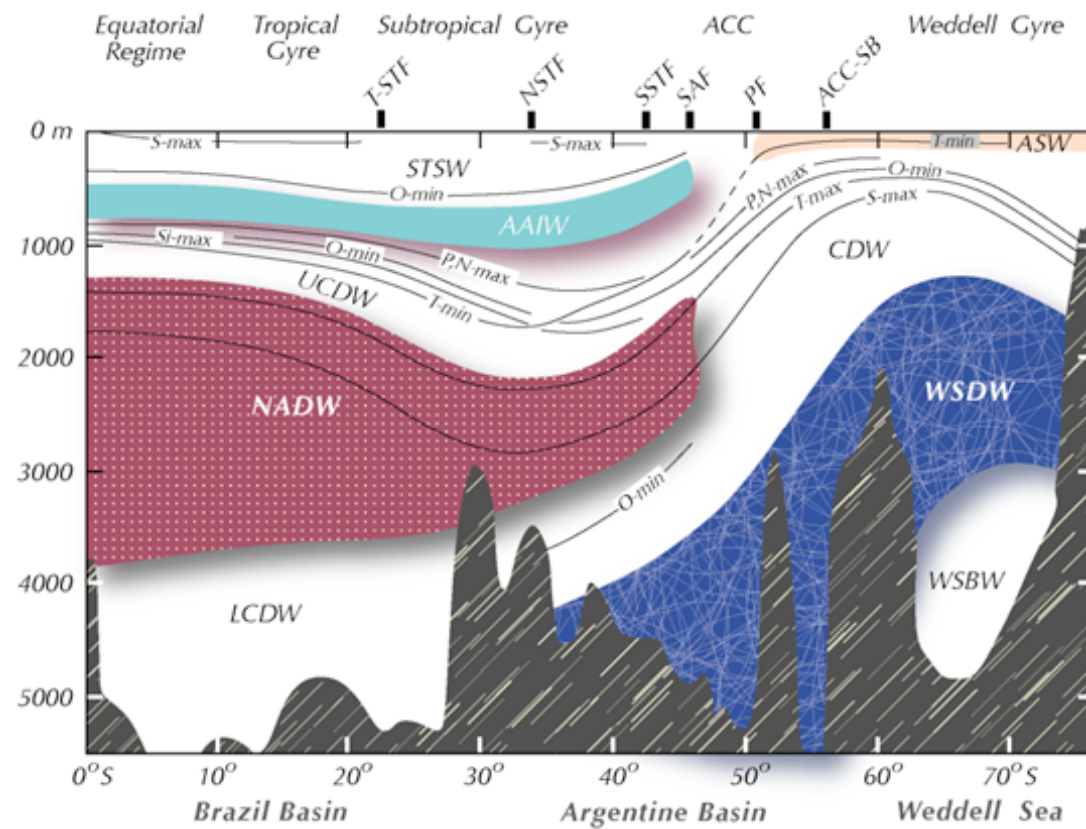 Equatorial Regime
Tropical Gyre
Subtropical Gyre
ACC
Weddell Gyre
T-STF
NSTF
SSTF
SAF
PF
ACC-SB
0 m
S-max
S-max
T-min
ASW
STSW
O-min
P,N-max
O-min
T-max
S-max
AAIW
1000
Si-max
O-min
P,N-max
CDW
UCDW
T-min
2000
NADW
WSDW
3000
O-min
4000
WSBW
LCDW
5000
0°S
10°
20°
30°
40°
50°
60°
70°S
Brazil Basin
Argentine Basin
Weddell Sea